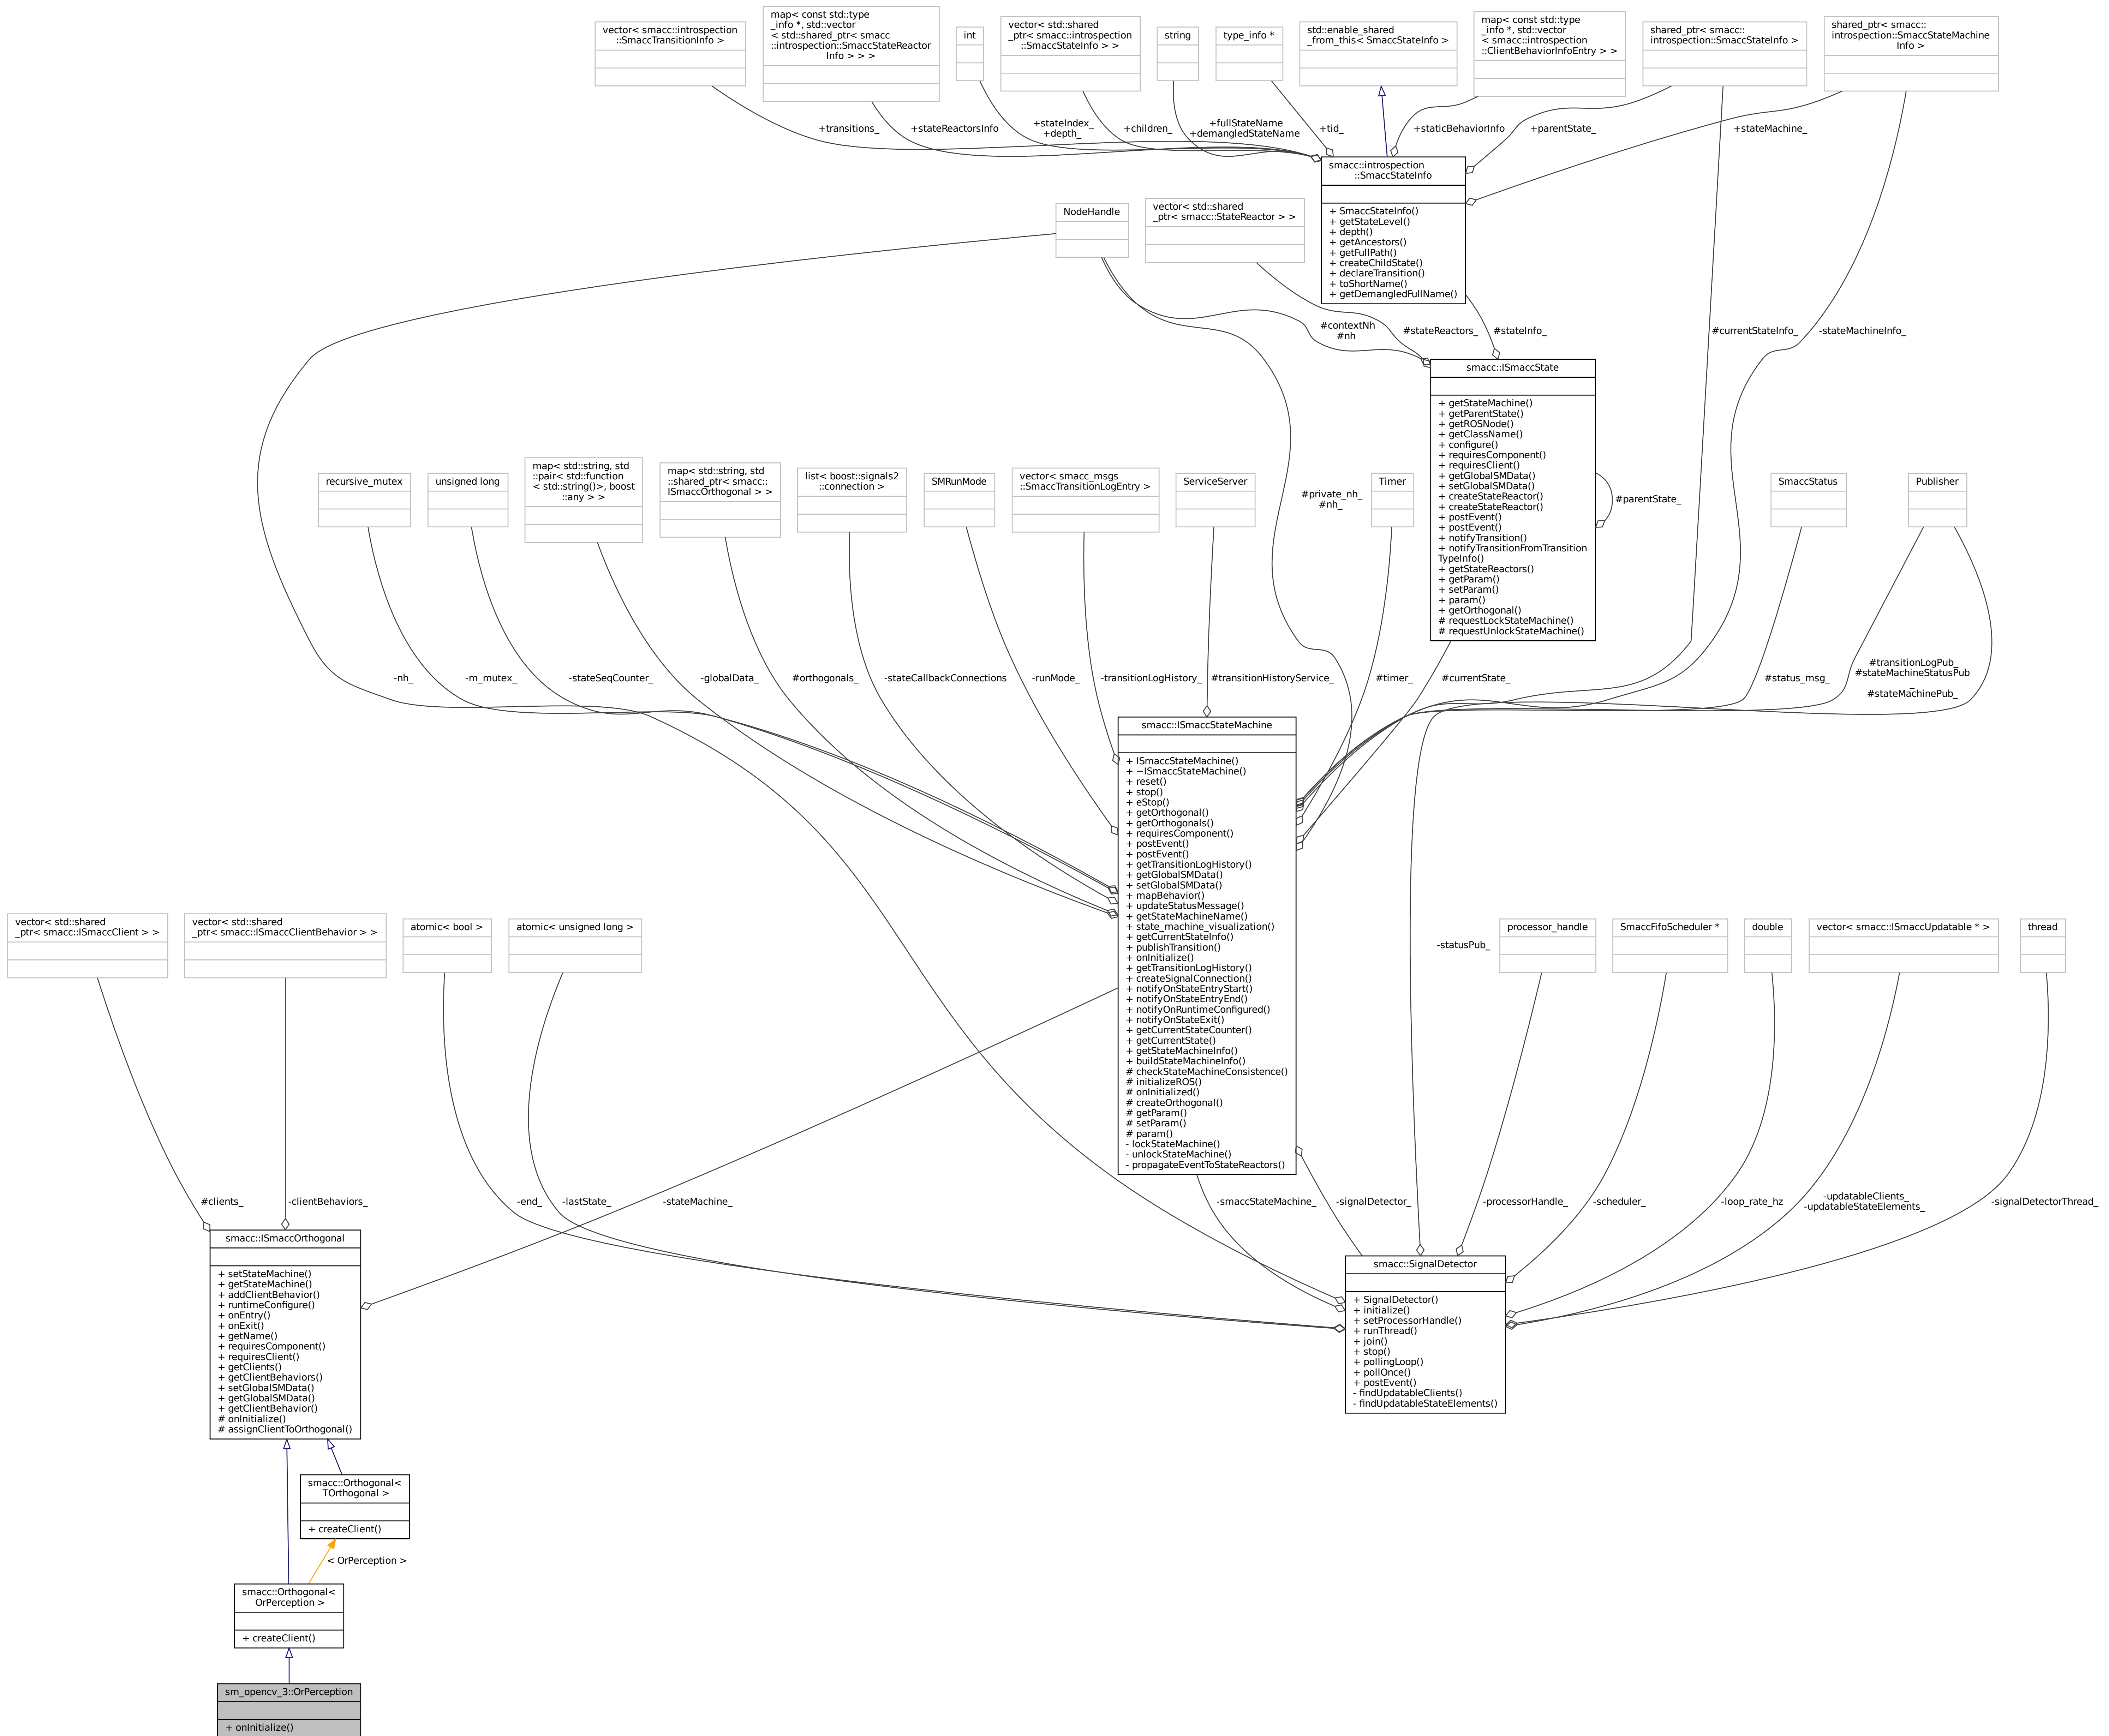 vector< smacc::introspection
::SmaccTransitionInfo >
map< const std::type
_info *, std::vector
< std::shared_ptr< smacc
::introspection::SmaccStateReactor
Info > > >
int
vector< std::shared
_ptr< smacc::introspection
::SmaccStateInfo > >
string
type_info *
std::enable_shared
_from_this< SmaccStateInfo >
map< const std::type
_info *, std::vector
< smacc::introspection
::ClientBehaviorInfoEntry > >
shared_ptr< smacc::
introspection::SmaccStateInfo >
shared_ptr< smacc::
introspection::SmaccStateMachine
Info >
+transitions_
+stateReactorsInfo
+stateIndex_
+depth_
+children_
+fullStateName
+demangledStateName
+tid_
+staticBehaviorInfo
+parentState_
+stateMachine_
smacc::introspection
::SmaccStateInfo
+ SmaccStateInfo()
+ getStateLevel()
+ depth()
+ getAncestors()
+ getFullPath()
+ createChildState()
+ declareTransition()
+ toShortName()
+ getDemangledFullName()
NodeHandle
vector< std::shared
_ptr< smacc::StateReactor > >
#contextNh
#nh
#stateReactors_
#stateInfo_
#currentStateInfo_
-stateMachineInfo_
smacc::ISmaccState
+ getStateMachine()
+ getParentState()
+ getROSNode()
+ getClassName()
+ configure()
+ requiresComponent()
+ requiresClient()
+ getGlobalSMData()
+ setGlobalSMData()
+ createStateReactor()
+ createStateReactor()
+ postEvent()
+ postEvent()
+ notifyTransition()
+ notifyTransitionFromTransition
TypeInfo()
+ getStateReactors()
+ getParam()
+ setParam()
+ param()
+ getOrthogonal()
# requestLockStateMachine()
# requestUnlockStateMachine()
#parentState_
recursive_mutex
unsigned long
map< std::string, std
::pair< std::function
< std::string()>, boost
::any > >
map< std::string, std
::shared_ptr< smacc::
ISmaccOrthogonal > >
list< boost::signals2
::connection >
SMRunMode
vector< smacc_msgs
::SmaccTransitionLogEntry >
ServiceServer
#private_nh_
#nh_
Timer
SmaccStatus
Publisher
-nh_
-m_mutex_
-stateSeqCounter_
-globalData_
#orthogonals_
-stateCallbackConnections
-runMode_
-transitionLogHistory_
#transitionHistoryService_
#timer_
#currentState_
#status_msg_
#transitionLogPub_
#stateMachineStatusPub
_
#stateMachinePub_
smacc::ISmaccStateMachine
+ ISmaccStateMachine()
+ ~ISmaccStateMachine()
+ reset()
+ stop()
+ eStop()
+ getOrthogonal()
+ getOrthogonals()
+ requiresComponent()
+ postEvent()
+ postEvent()
+ getTransitionLogHistory()
+ getGlobalSMData()
+ setGlobalSMData()
+ mapBehavior()
+ updateStatusMessage()
+ getStateMachineName()
+ state_machine_visualization()
+ getCurrentStateInfo()
+ publishTransition()
+ onInitialize()
+ getTransitionLogHistory()
+ createSignalConnection()
+ notifyOnStateEntryStart()
+ notifyOnStateEntryEnd()
+ notifyOnRuntimeConfigured()
+ notifyOnStateExit()
+ getCurrentStateCounter()
+ getCurrentState()
+ getStateMachineInfo()
+ buildStateMachineInfo()
# checkStateMachineConsistence()
# initializeROS()
# onInitialized()
# createOrthogonal()
# getParam()
# setParam()
# param()
- lockStateMachine()
- unlockStateMachine()
- propagateEventToStateReactors()
vector< std::shared
_ptr< smacc::ISmaccClient > >
vector< std::shared
_ptr< smacc::ISmaccClientBehavior > >
atomic< bool >
atomic< unsigned long >
-statusPub_
processor_handle
SmaccFifoScheduler *
double
vector< smacc::ISmaccUpdatable * >
thread
#clients_
-clientBehaviors_
-end_
-lastState_
-stateMachine_
-smaccStateMachine_
-signalDetector_
-processorHandle_
-scheduler_
-loop_rate_hz
-updatableClients_
-updatableStateElements_
-signalDetectorThread_
smacc::ISmaccOrthogonal
+ setStateMachine()
+ getStateMachine()
+ addClientBehavior()
+ runtimeConfigure()
+ onEntry()
+ onExit()
+ getName()
+ requiresComponent()
+ requiresClient()
+ getClients()
+ getClientBehaviors()
+ setGlobalSMData()
+ getGlobalSMData()
+ getClientBehavior()
# onInitialize()
# assignClientToOrthogonal()
smacc::SignalDetector
+ SignalDetector()
+ initialize()
+ setProcessorHandle()
+ runThread()
+ join()
+ stop()
+ pollingLoop()
+ pollOnce()
+ postEvent()
- findUpdatableClients()
- findUpdatableStateElements()
smacc::Orthogonal<
TOrthogonal >
+ createClient()
< OrPerception >
smacc::Orthogonal<
OrPerception >
+ createClient()
sm_opencv_3::OrPerception
+ onInitialize()